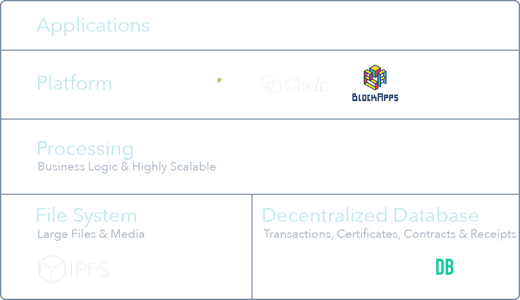 Applications
Platform
Chain
BLOCKAPPS
Processing
Business Logic & Highly Scalable
File System
Large Files & Media
IPFS
Decentralized Database
Transactions, Certificates, Contracts & Receipts
DB